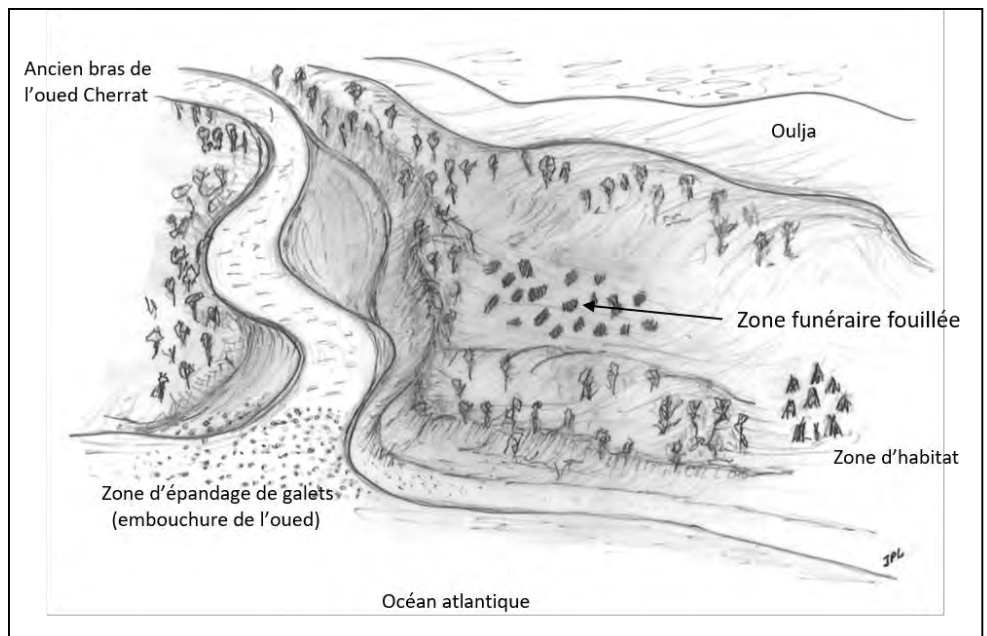 Ancien bras de
l'oued Cherrat
Oulja
Zone funéraire fouillée
Zone d'habitat
Zone d'épandage de galets
(embouchure de l'oued)
JPL
Océan atlantique